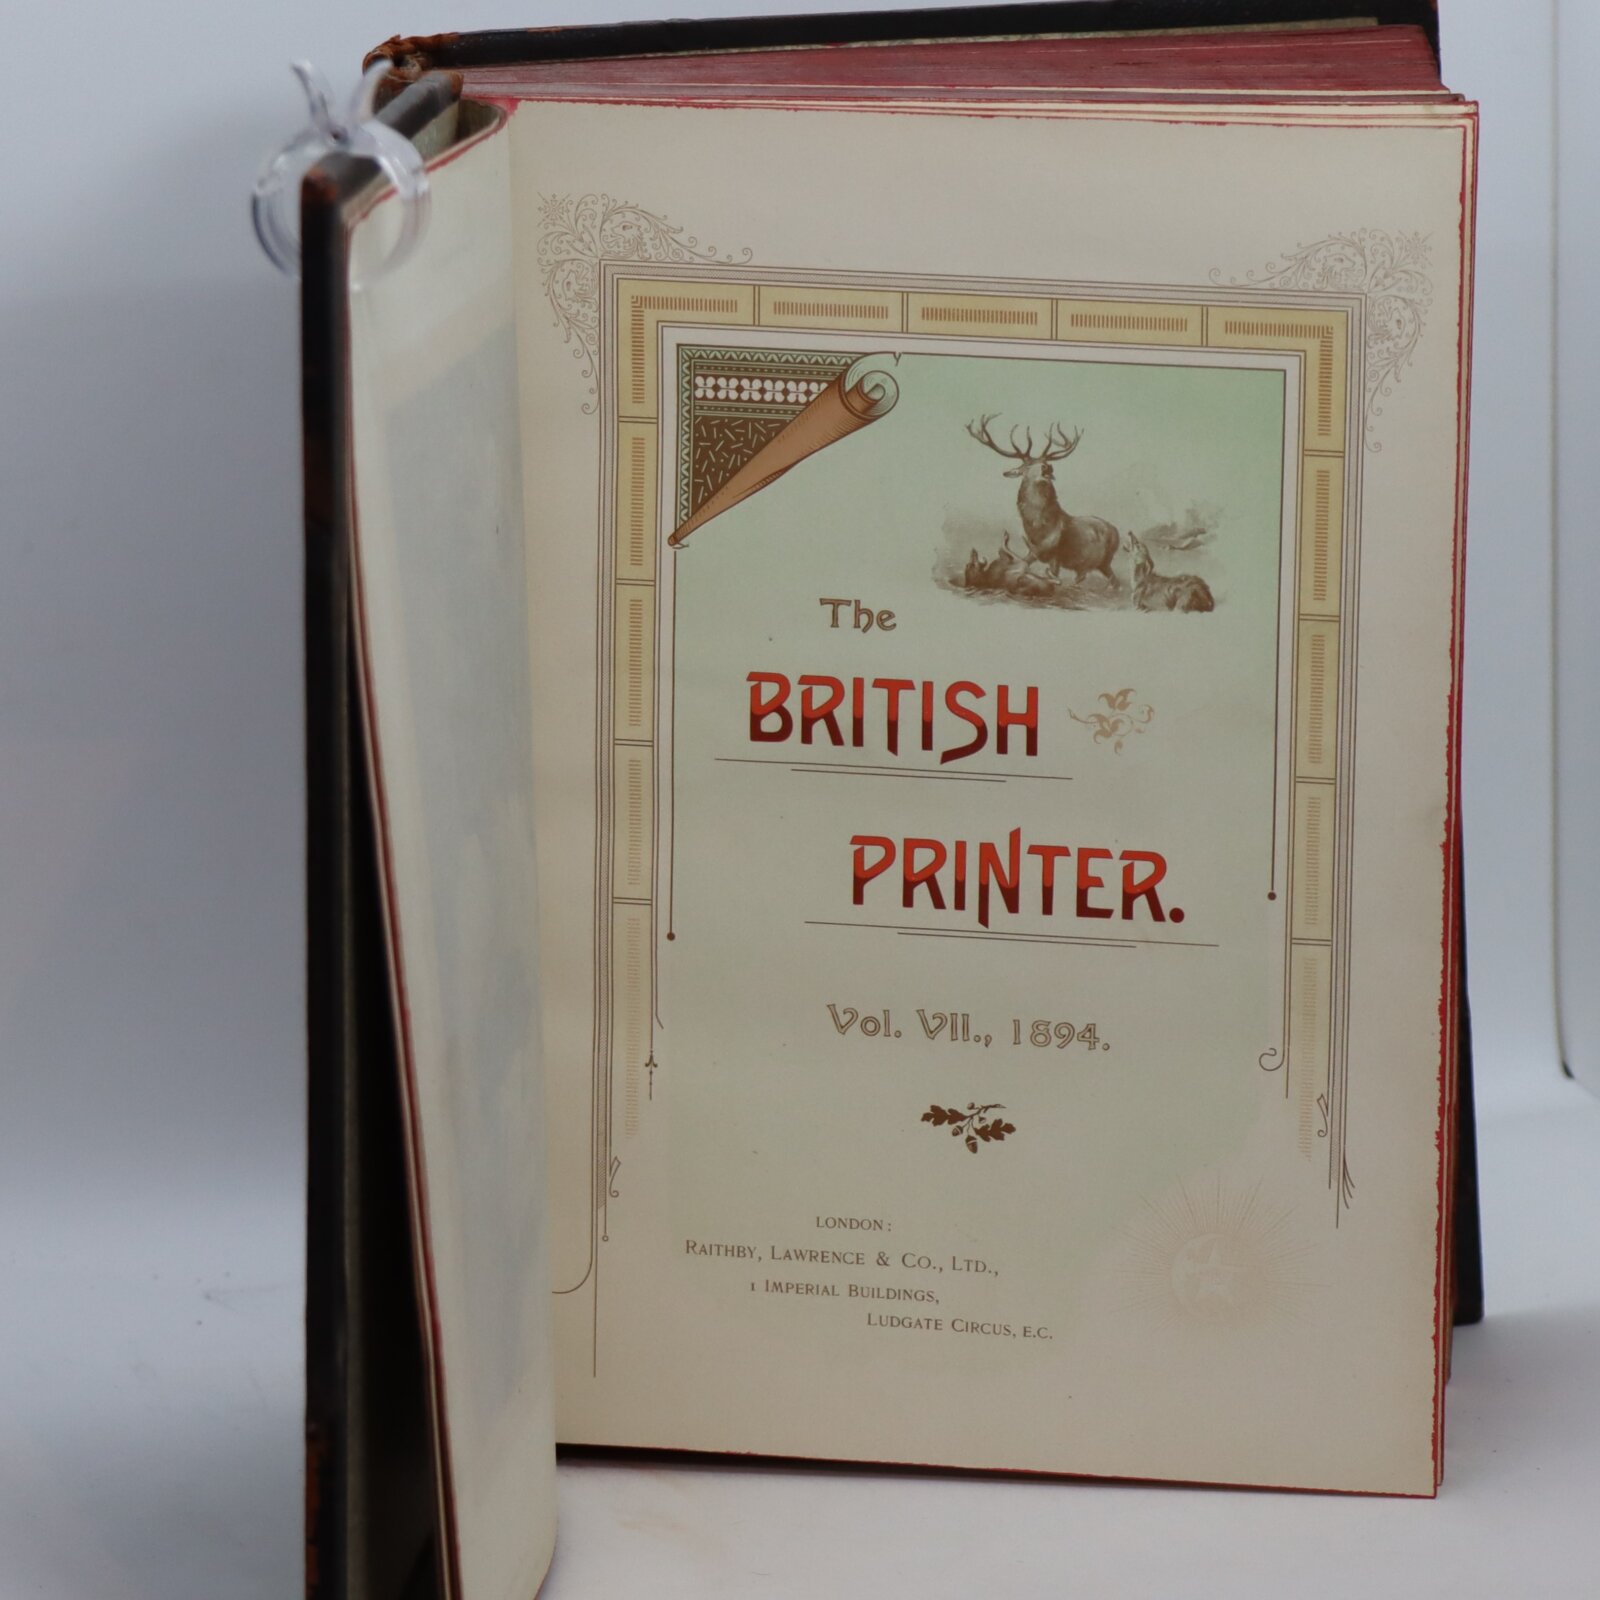 The
BRITISH
PRINTER.
Vol. VII., 1894.
LONDON:
RAITHBY, LAWRENCE & CO., LTD.,
1 IMPERIAL BUILDINGS,
LUDGATE CIRCUS, E.C.